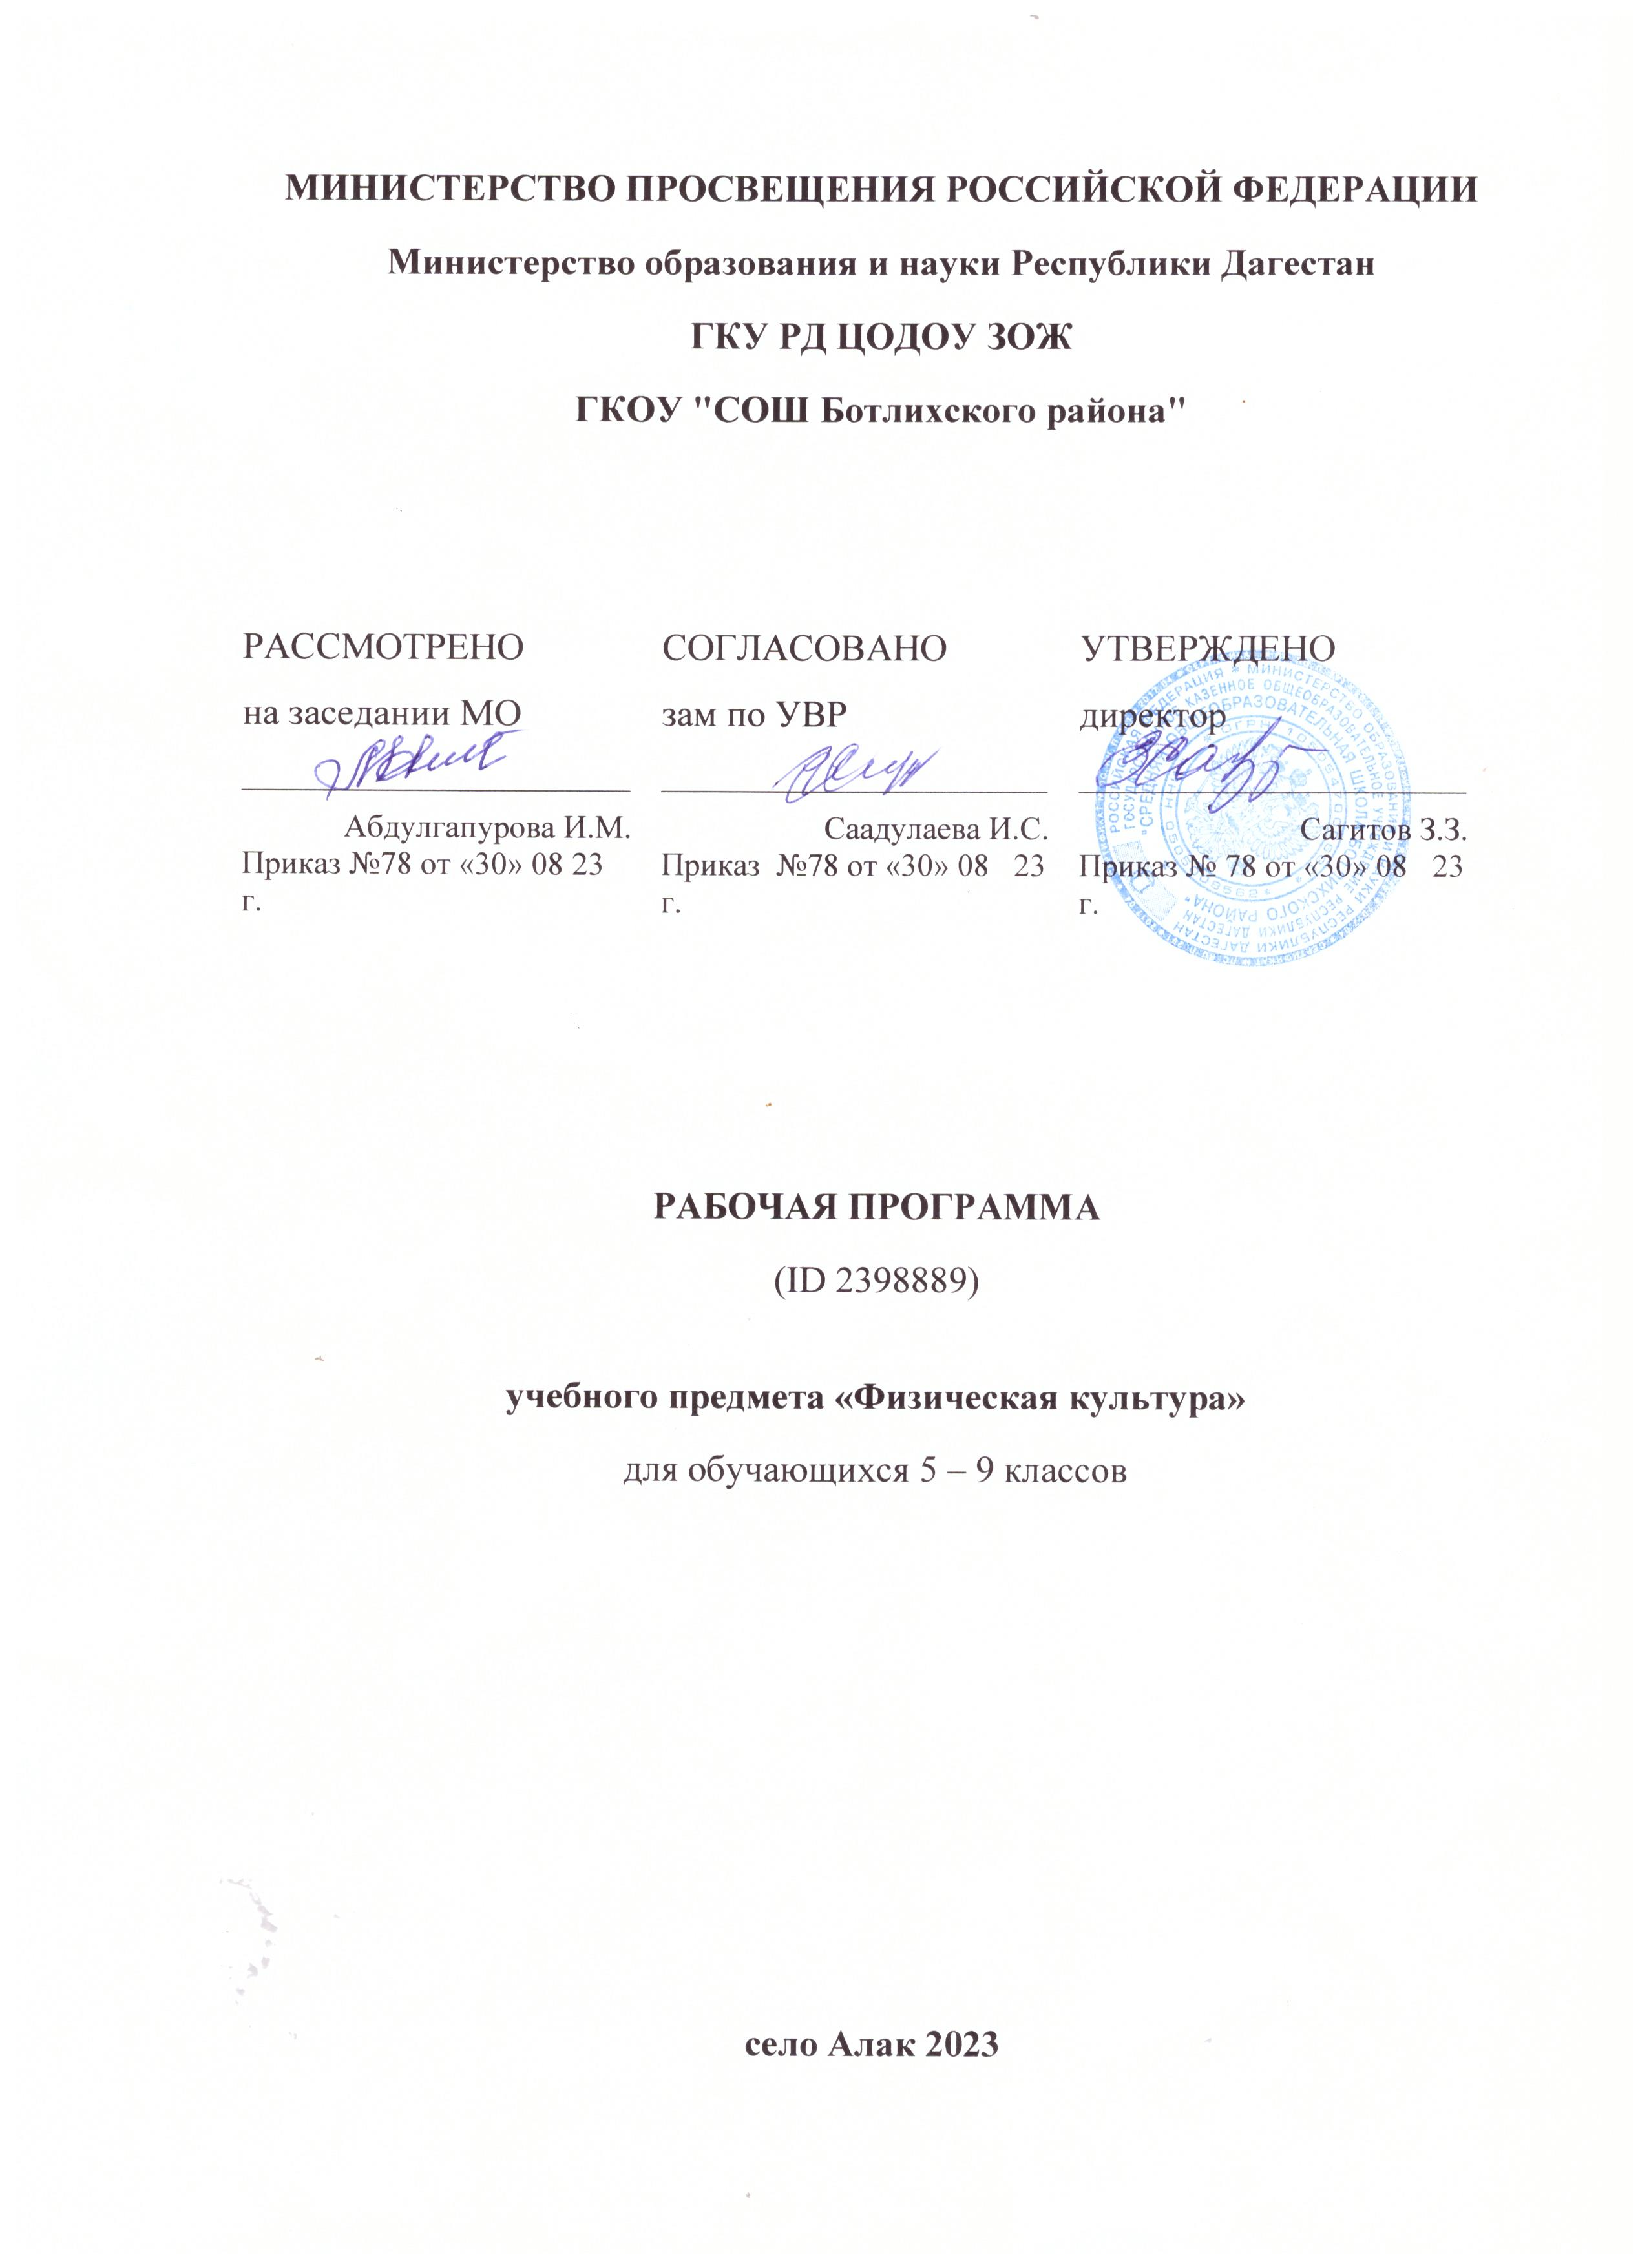 МИНИСТЕРСТВО ПРОСВЕЩЕНИЯ РОССИЙСКОЙ ФЕДЕРАЦИИ
Министерство образования и науки Республики Дагестан
ГКУ РД ЦОДОУ ЗОЖ
ГКОУ "СОШ Ботлихского района"
РАССМОТРЕНО
на заседании МО
Абдулгапурова И.М.
Приказ №78 от «30» 08 23
г.
СОГЛАСОВАНО
зам по УВР
Саадулаева И.С.
Приказ №78 от «30» 08 23
г.
УТВЕРЖДЕНО
директор
Сагитов З.З.
Приказ № 78 от «30» 08 23
г.
РАБОЧАЯ ПРОГРАММА
(ID 2398889)
учебного предмета «Физическая культура»
для обучающихся 5 – 9 классов
село Алак 2023